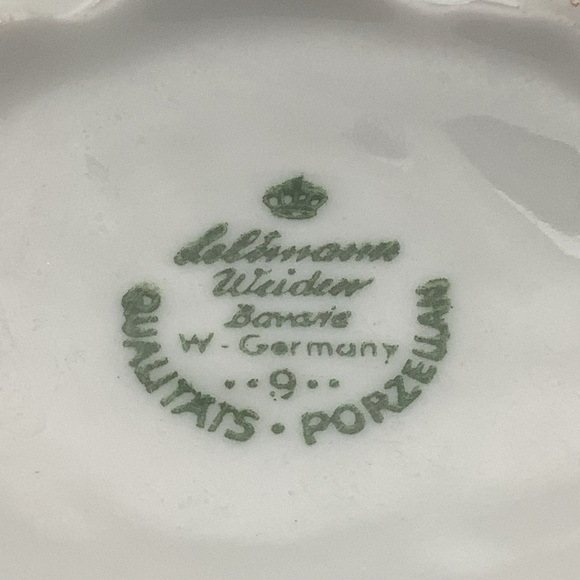 Seltmann
Weiden
Bavaria
W-Germany
..9..
QUALITÄTS · PORZELLAN